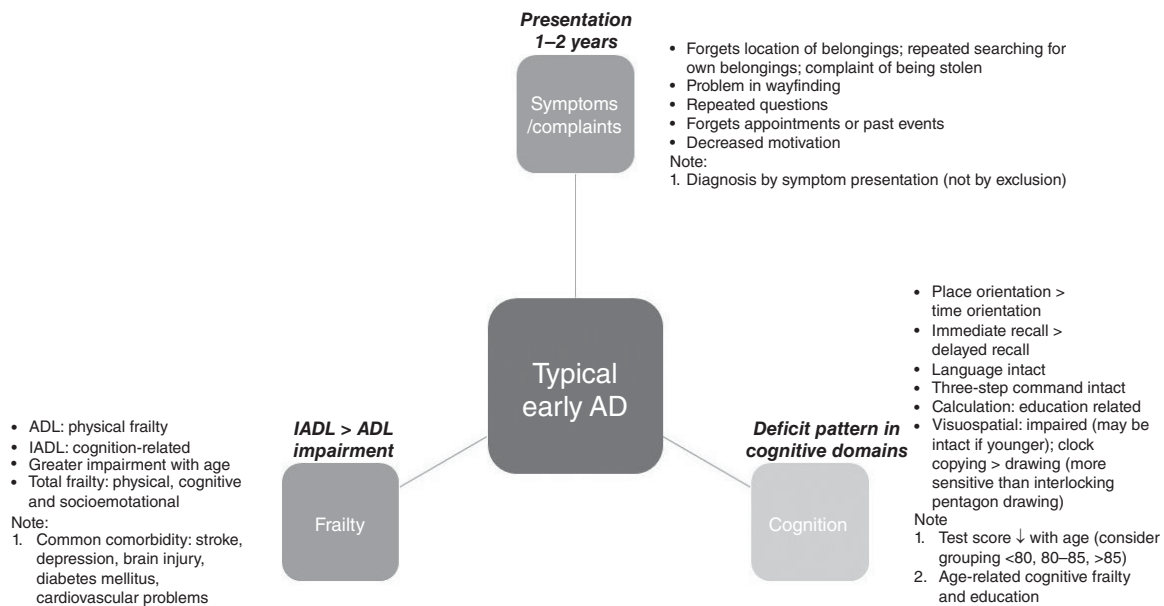 Presentation
1–2 years
Symptoms
/complaints
• Forgets location of belongings; repeated searching for
own belongings; complaint of being stolen
• Problem in wayfinding
• Repeated questions
• Forgets appointments or past events
• Decreased motivation
Note:
1. Diagnosis by symptom presentation (not by exclusion)
Typical
early AD
IADL > ADL
impairment
Frailty
• ADL: physical frailty
• IADL: cognition-related
• Greater impairment with age
• Total frailty: physical, cognitive
and socioemotational
Note:
1. Common comorbidity: stroke,
depression, brain injury,
diabetes mellitus,
cardiovascular problems
Deficit pattern in
cognitive domains
Cognition
• Place orientation >
time orientation
• Immediate recall >
delayed recall
• Language intact
• Three-step command intact
• Calculation: education related
• Visuospatial: impaired (may be
intact if younger); clock
copying > drawing (more
sensitive than interlocking
pentagon drawing)
Note
1. Test score ↓ with age (consider
grouping <80, 80–85, >85)
2. Age-related cognitive frailty
and education